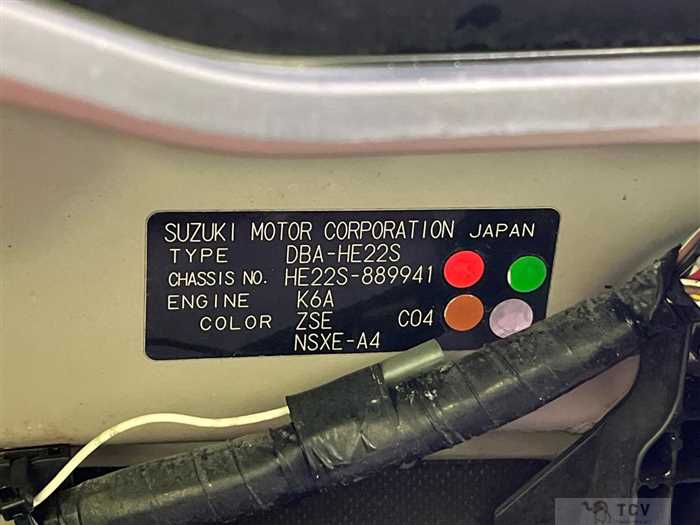 SUZUKI MOTOR CORPORATION JAPAN
TYPE DBA-HE22S
CHASSIS NO. HE22S-889941
ENGINE K6A
COLOR ZSE C04
NSXE-A4
TCV